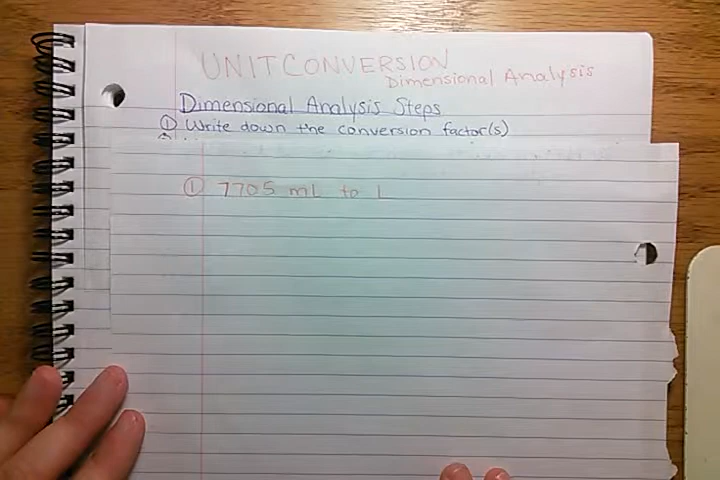 UNIT CONVERSION
Dimensional Analysis
Dimensional Analysis Steps
① Write down the conversion factor(s)
① 7705 mL to L